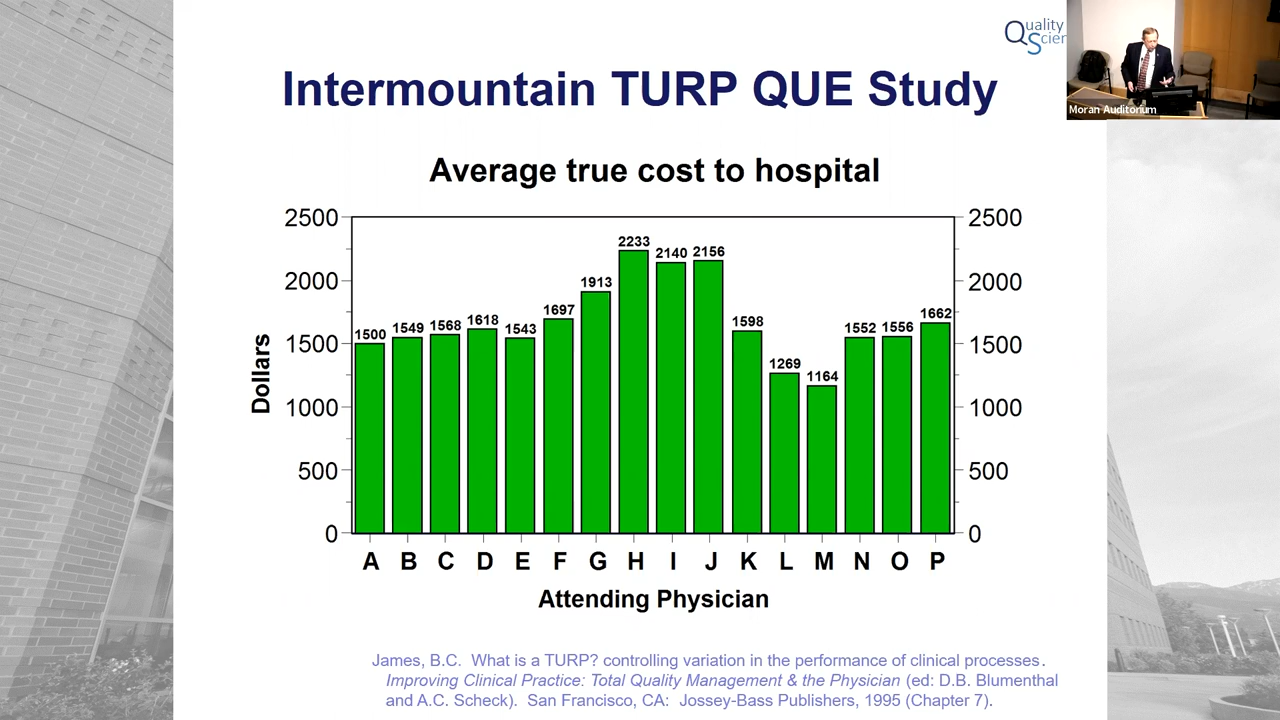 Quality
Scien
Moran Auditorium
Intermountain TURP QUE Study
Average true cost to hospital
2500 2500
2000 2000
1500 1500
1000 1000
500 500
0 0
Dollars
1500 1549 1568 1618 1543 1697 1913 2233 2140 2156 1598 1269 1164 1552 1556 1662
A B C D E F G H I J K L M N O P
Attending Physician
James, B.C. What is a TURP? controlling variation in the performance of clinical processes.
Improving Clinical Practice: Total Quality Management & the Physician (ed: D.B. Blumenthal
and A.C. Scheck). San Francisco, CA: Jossey-Bass Publishers, 1995 (Chapter 7).